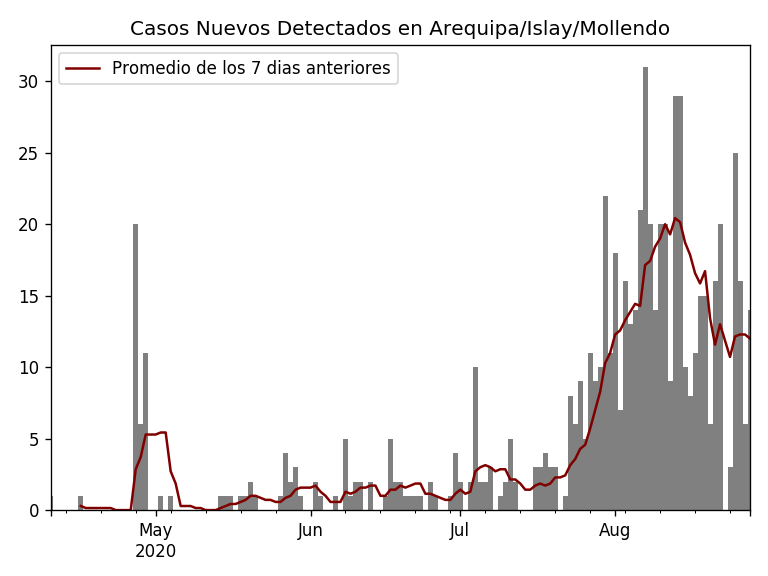 Casos Nuevos Detectados en Arequipa/Islay/Mollendo
Promedio de los 7 dias anteriores
30
25
20
15
10
5
0
May
2020
Jun
Jul
Aug